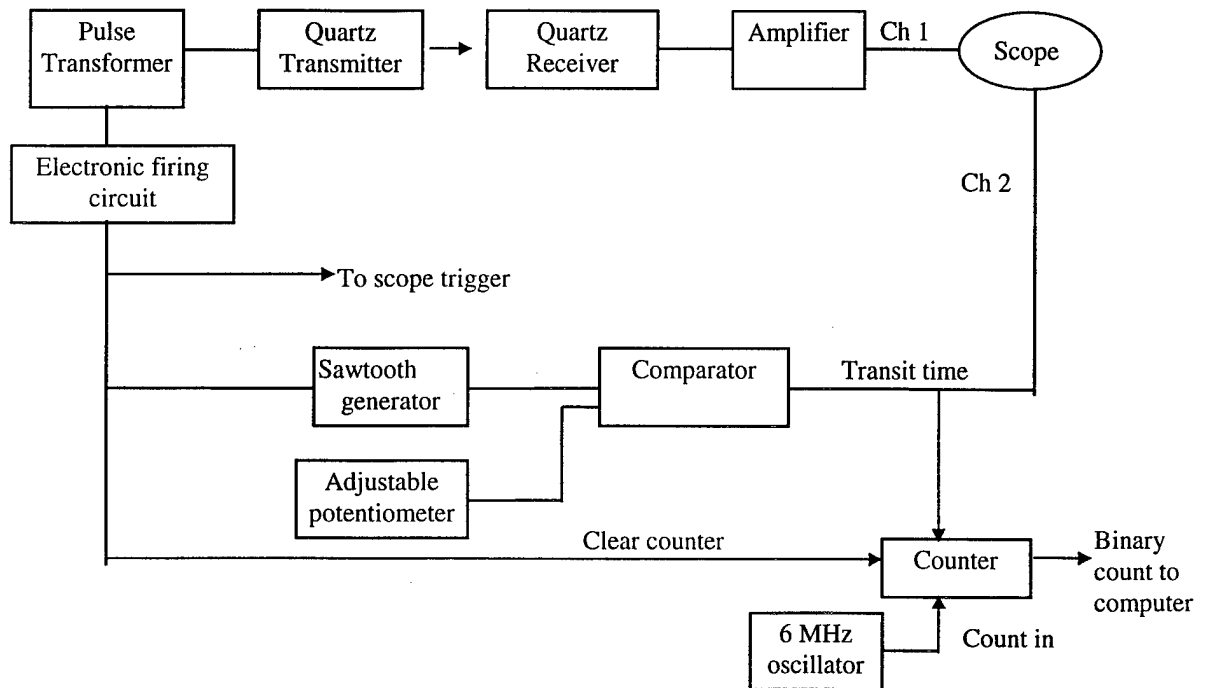 Pulse
Transformer
Quartz
Transmitter
Quartz
Receiver
Amplifier
Ch 1
Scope
Electronic firing
circuit
Ch 2
To scope trigger
Sawtooth
generator
Comparator
Transit time
Adjustable
potentiometer
Clear counter
Counter
Binary
count to
computer
6 MHz
oscillator
Count in